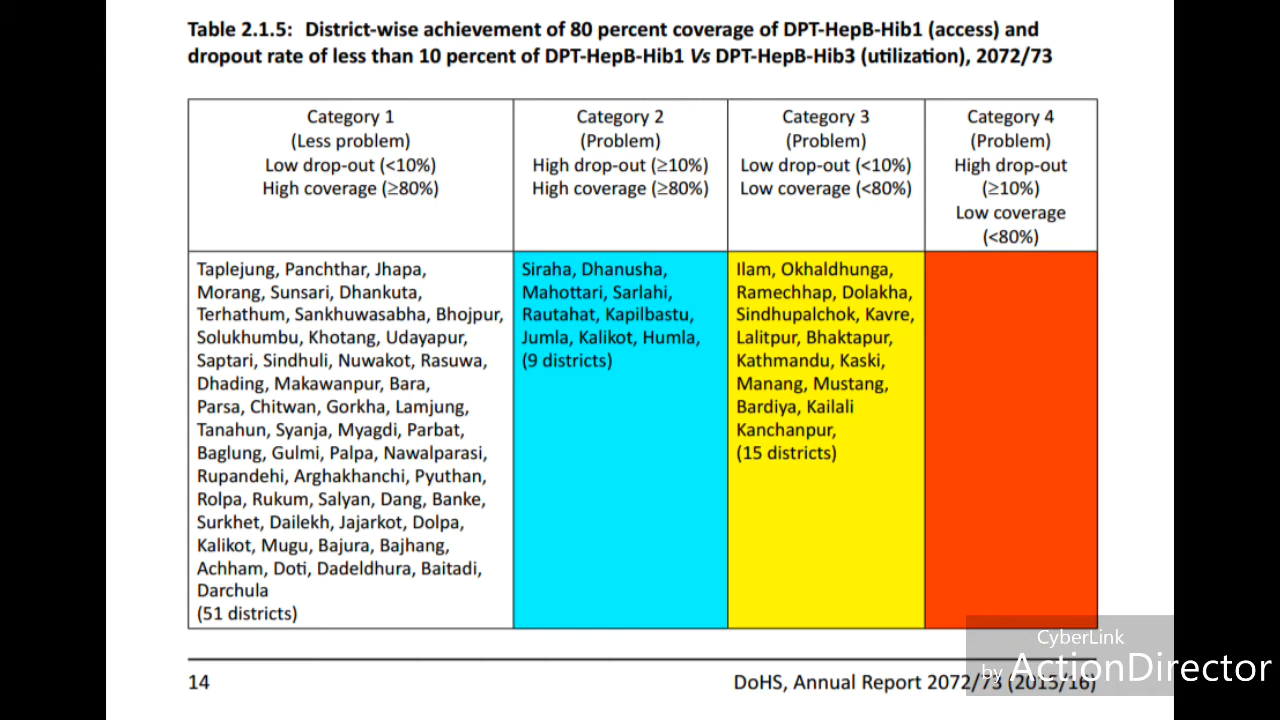 Table 2.1.5: District-wise achievement of 80 percent coverage of DPT-HepB-Hib1 (access) and
dropout rate of less than 10 percent of DPT-HepB-Hib1 Vs DPT-HepB-Hib3 (utilization), 2072/73
Category 1
(Less problem)
Low drop-out (<10%)
High coverage (≥80%)
Category 2
(Problem)
High drop-out (≥10%)
High coverage (≥80%)
Category 3
(Problem)
Low drop-out (<10%)
Low coverage (<80%)
Category 4
(Problem)
High drop-out
(≥10%)
Low coverage
(<80%)
Taplejung, Panchthar, Jhapa,
Morang, Sunsari, Dhankuta,
Terhathum, Sankhuwasabha, Bhojpur,
Solukhumbu, Khotang, Udayapur,
Saptari, Sindhuli, Nuwakot, Rasuwa,
Dhading, Makawanpur, Bara,
Parsa, Chitwan, Gorkha, Lamjung,
Tanahun, Syanja, Myagdi, Parbat,
Baglung, Gulmi, Palpa, Nawalparasi,
Rupandehi, Arghakhanchi, Pyuthan,
Rolpa, Rukum, Salyan, Dang, Banke,
Surkhet, Dailekh, Jajarkot, Dolpa,
Kalikot, Mugu, Bajura, Bajhang,
Achham, Doti, Dadeldhura, Baitadi,
Darchula
(51 districts)
Siraha, Dhanusha,
Mahottari, Sarlahi,
Rautahat, Kapilbastu,
Jumla, Kalikot, Humla,
(9 districts)
Ilam, Okhaldhunga,
Ramechhap, Dolakha,
Sindhupalchok, Kavre,
Lalitpur, Bhaktapur,
Kathmandu, Kaski,
Manang, Mustang,
Bardiya, Kailali
Kanchanpur,
(15 districts)
14
DoHS, Annual Report 2072/73 (2015/16)
CyberLink
by ActionDirector